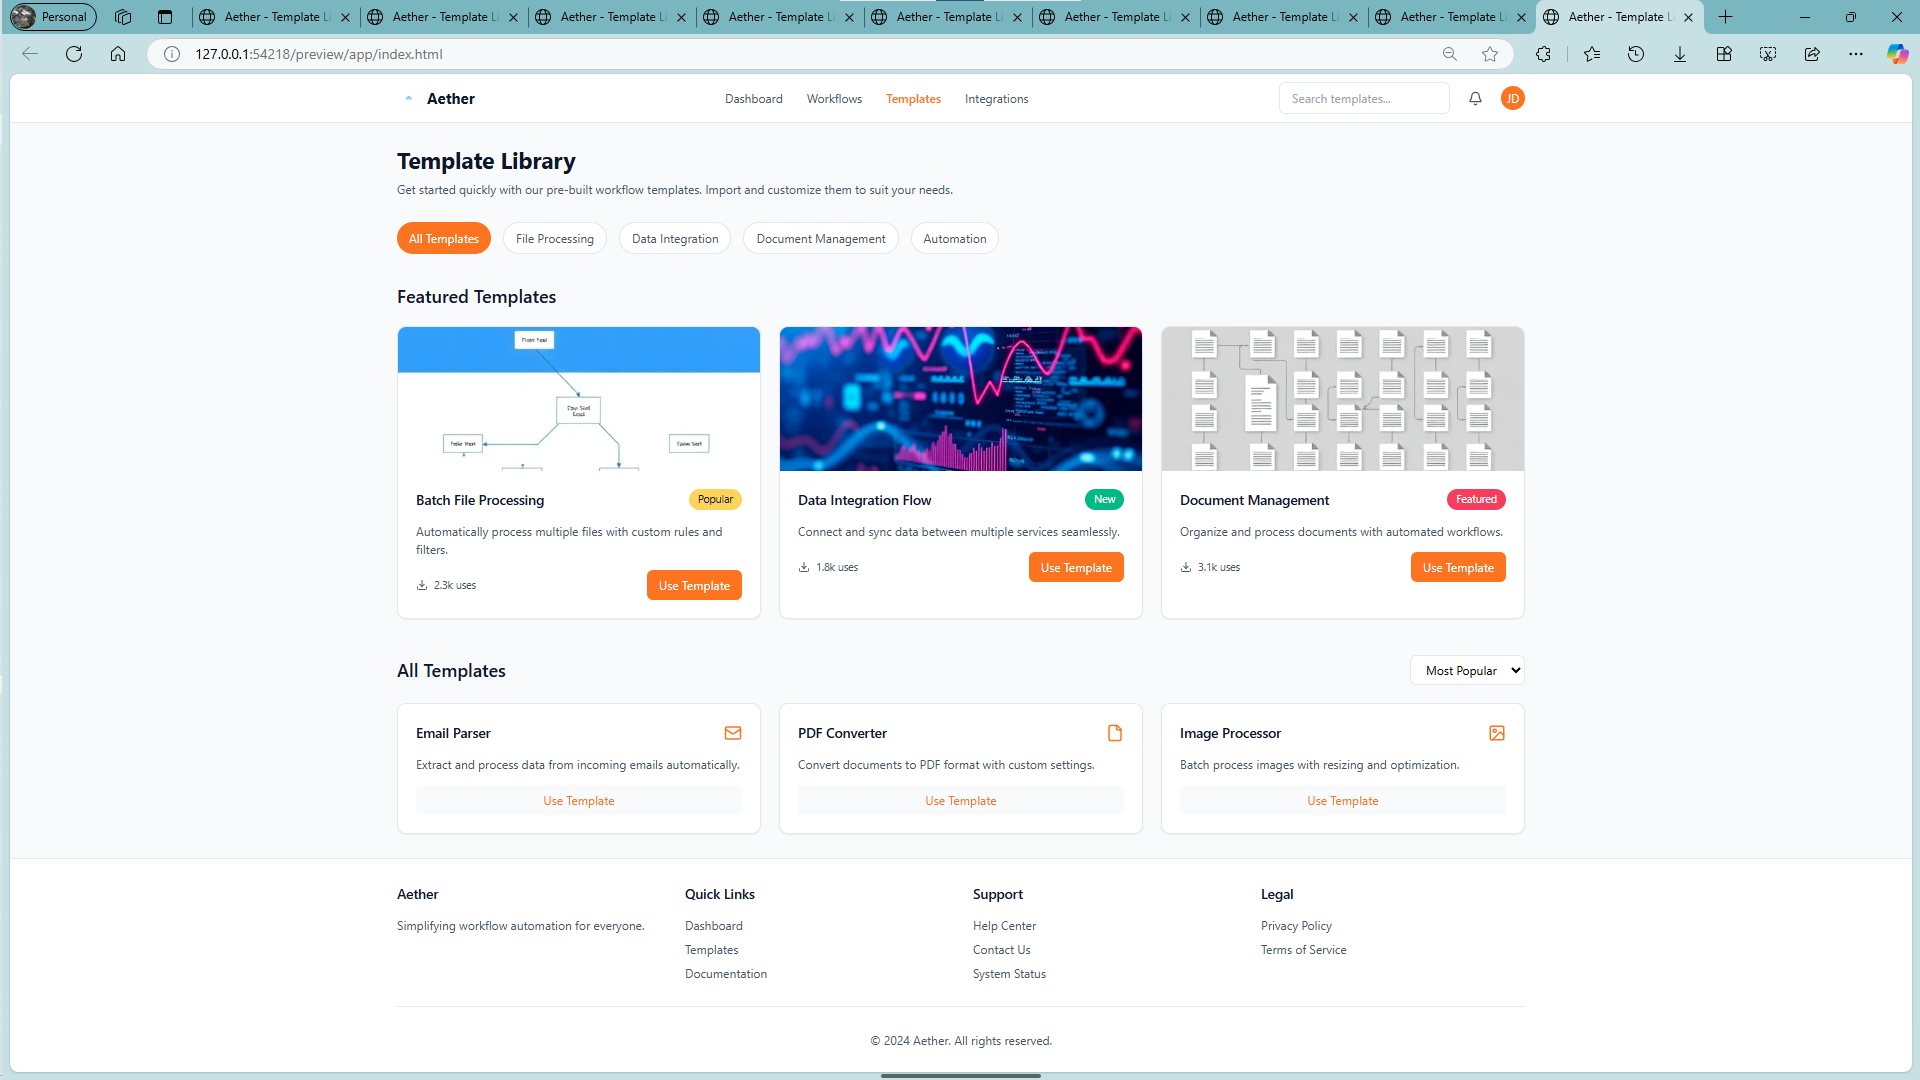 Personal
Aether - Template Li
Aether - Template Li
Aether - Template Li
Aether - Template Li
Aether - Template Li
Aether - Template Li
Aether - Template Li
Aether - Template Li
Aether - Template Li
127.0.0.1:54218/preview/app/index.html
Aether
Dashboard
Workflows
Templates
Integrations
Search templates...
JD
Template Library
Get started quickly with our pre-built workflow templates. Import and customize them to suit your needs.
All Templates
File Processing
Data Integration
Document Management
Automation
Featured Templates
Batch File Processing
Popular
Automatically process multiple files with custom rules and
filters.
2.3k uses
Use Template
Data Integration Flow
New
Connect and sync data between multiple services seamlessly.
1.8k uses
Use Template
Document Management
Featured
Organize and process documents with automated workflows.
3.1k uses
Use Template
All Templates
Most Popular
Email Parser
Extract and process data from incoming emails automatically.
Use Template
PDF Converter
Convert documents to PDF format with custom settings.
Use Template
Image Processor
Batch process images with resizing and optimization.
Use Template
Aether
Simplifying workflow automation for everyone.
Quick Links
Dashboard
Templates
Documentation
Support
Help Center
Contact Us
System Status
Legal
Privacy Policy
Terms of Service
© 2024 Aether. All rights reserved.